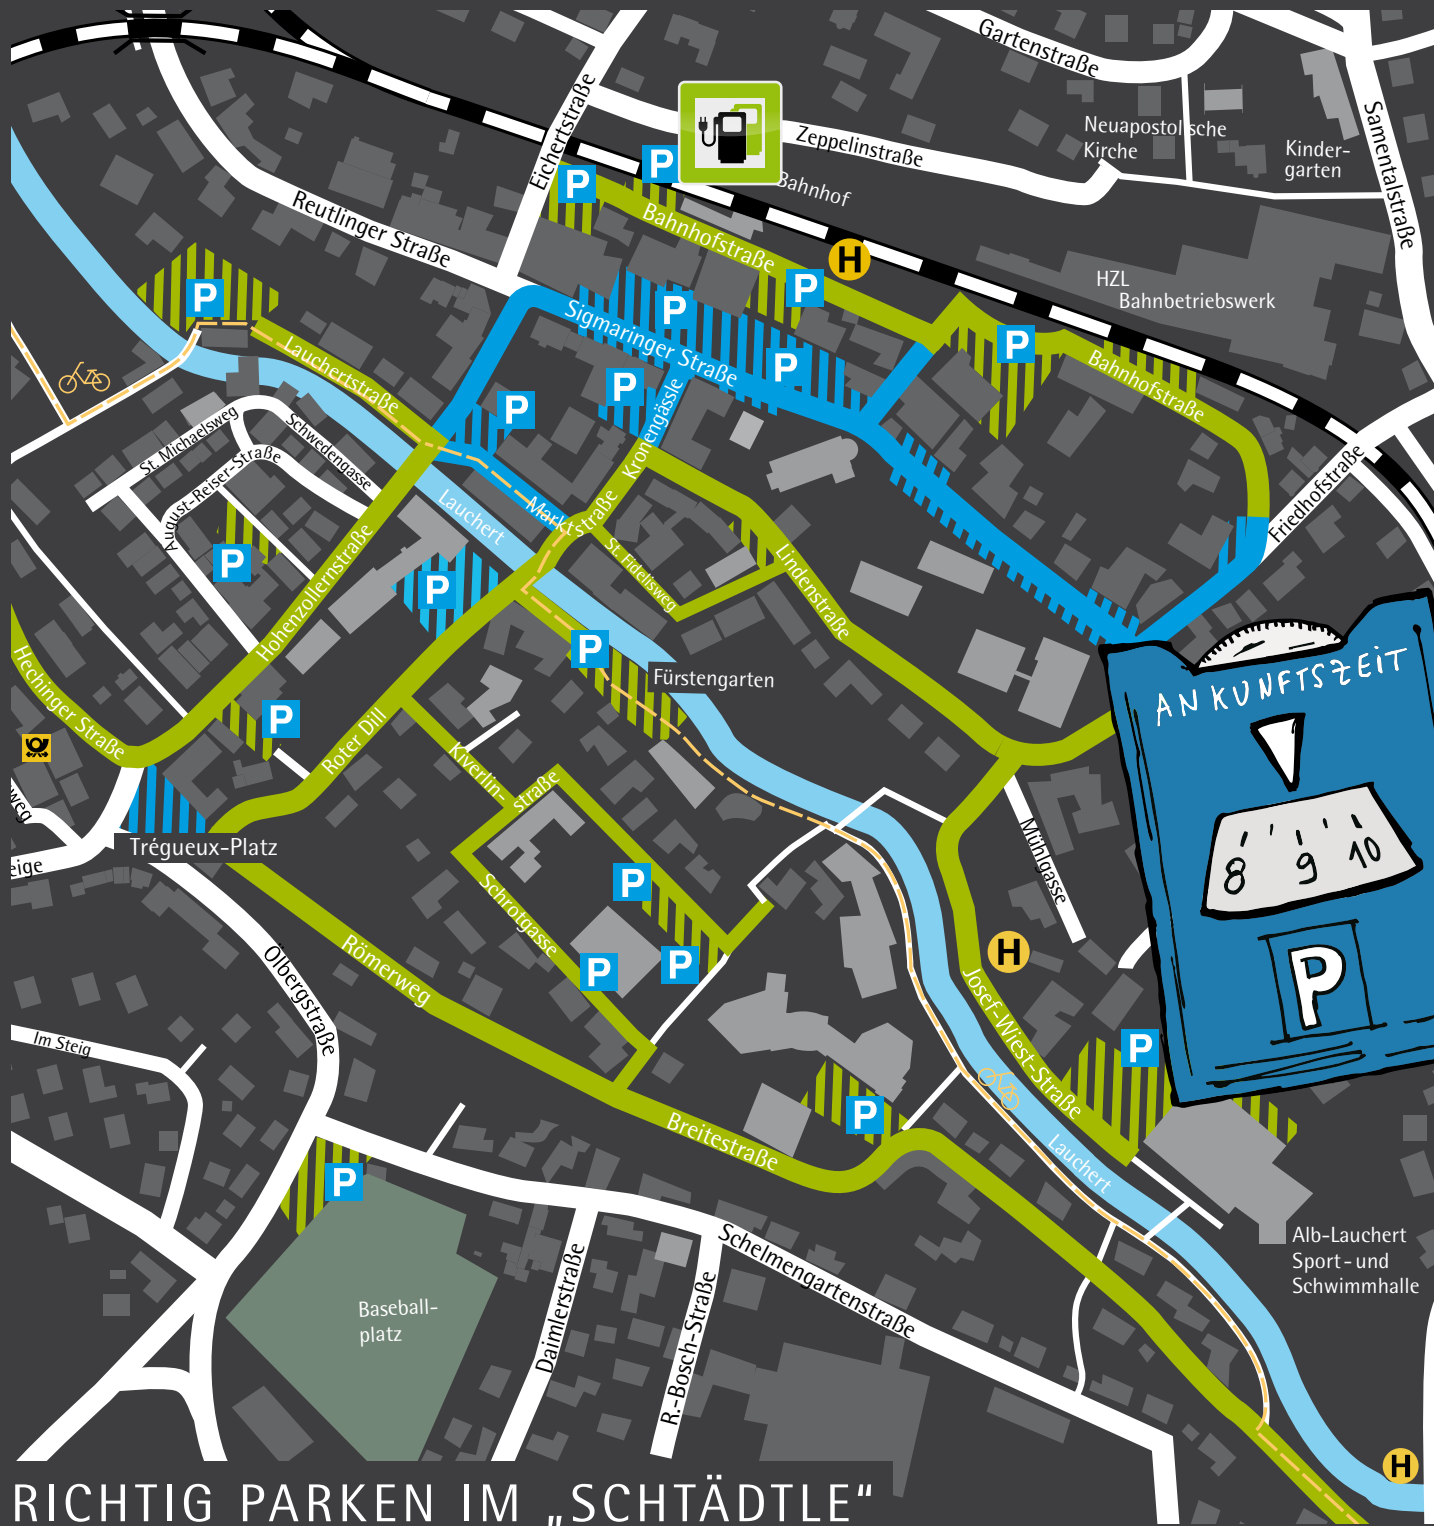 Gartenstraße
Samentalstraße
Eichertstraße
Zeppelinstraße
Neuapostolische
Kirche
Kinder-
garten
P
P
Bahnhof
Reutlinger Straße
Bahnhofstraße
H
HZL
Bahnbetriebswerk
P
P
P
Sigmaringer Straße
P
P
Bahnhofstraße
Lauchertstraße
P
P
Kronengässle
St. Michaelsweg
Schwedengasse
August-Reiser-Straße
Friedhofstraße
Lauchert
Marktstraße
P
Hohenzollernstraße
P
St. Fidelisweg
Lindenstraße
P
Fürstengarten
Hechinger Straße
P
Roter Dill
Kiverlin-
straße
ANKUNFTSZEIT
8 9 10
P
weg
eige
Trégueux-Platz
Mühlgasse
P
Schrotgasse
P
P
Ölbergstraße
Römerweg
H
Josef-Wiest-Straße
Im Steig
P
P
Breitestraße
Lauchert
P
Schelmengartenstraße
Alb-Lauchert
Sport-und
Schwimmhalle
Baseball-
platz
Daimlerstraße
R.-Bosch-Straße
H
RICHTIG PARKEN IM „SCHTÄDTLE“